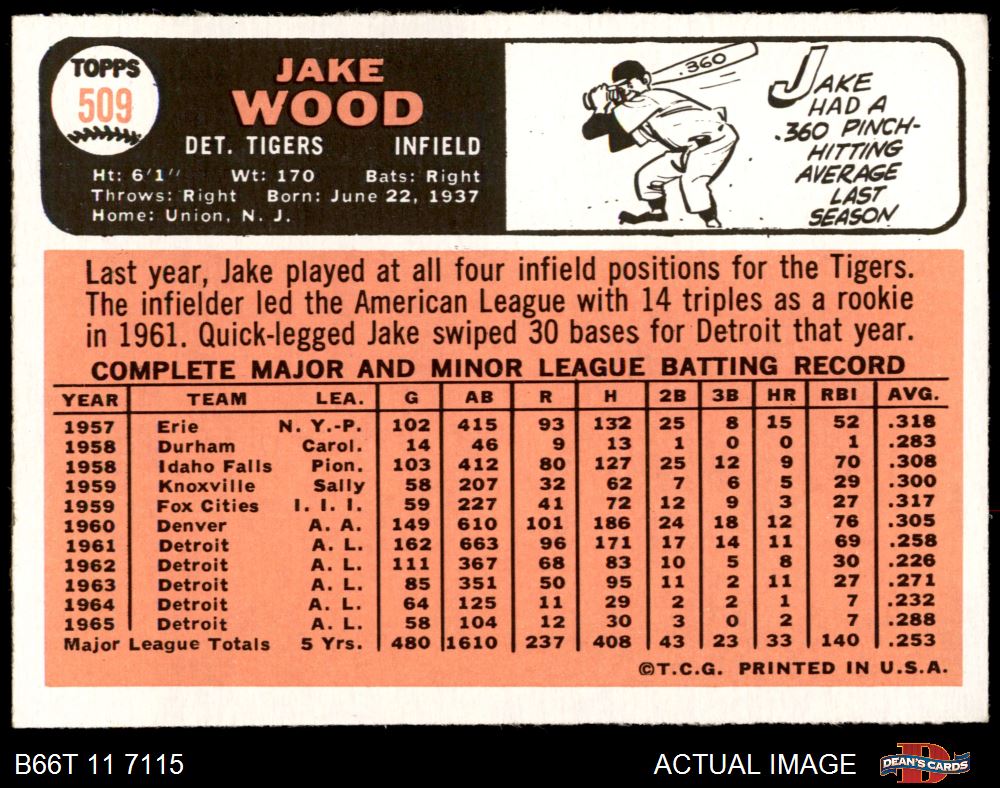 TOPPS
509
JAKE
WOOD
DET. TIGERS INFIELD
Ht: 6'1" Wt: 170 Bats: Right
Throws: Right Born: June 22, 1937
Home: Union, N. J.
.360
JAKE
HAD A
.360 PINCH-
HITTING
AVERAGE
LAST
SEASON
Last year, Jake played at all four infield positions for the Tigers.
The infielder led the American League with 14 triples as a rookie
in 1961. Quick-legged Jake swiped 30 bases for Detroit that year.
COMPLETE MAJOR AND MINOR LEAGUE BATTING RECORD
YEAR TEAM LEA. G AB R H 2B 3B HR RBI AVG.
1957 Erie N. Y.-P. 102 415 93 132 25 8 15 52 .318
1958 Durham Carol. 14 46 9 13 1 0 0 1 .283
1958 Idaho Falls Pion. 103 412 80 127 25 12 9 70 .308
1959 Knoxville Sally 58 207 32 62 7 6 5 29 .300
1959 Fox Cities I. I. I. 59 227 41 72 12 9 3 27 .317
1960 Denver A. A. 149 610 101 186 24 18 12 76 .305
1961 Detroit A. L. 162 663 96 171 17 14 11 69 .258
1962 Detroit A. L. 111 367 68 83 10 5 8 30 .226
1963 Detroit A. L. 85 351 50 95 11 2 11 27 .271
1964 Detroit A. L. 64 125 11 29 2 2 1 7 .232
1965 Detroit A. L. 58 104 12 30 3 0 2 7 .288
Major League Totals 5 Yrs. 480 1610 237 408 43 23 33 140 .253
©T.C.G. PRINTED IN U.S.A.
B66T 11 7115 ACTUAL IMAGE DEAN'S CARDS